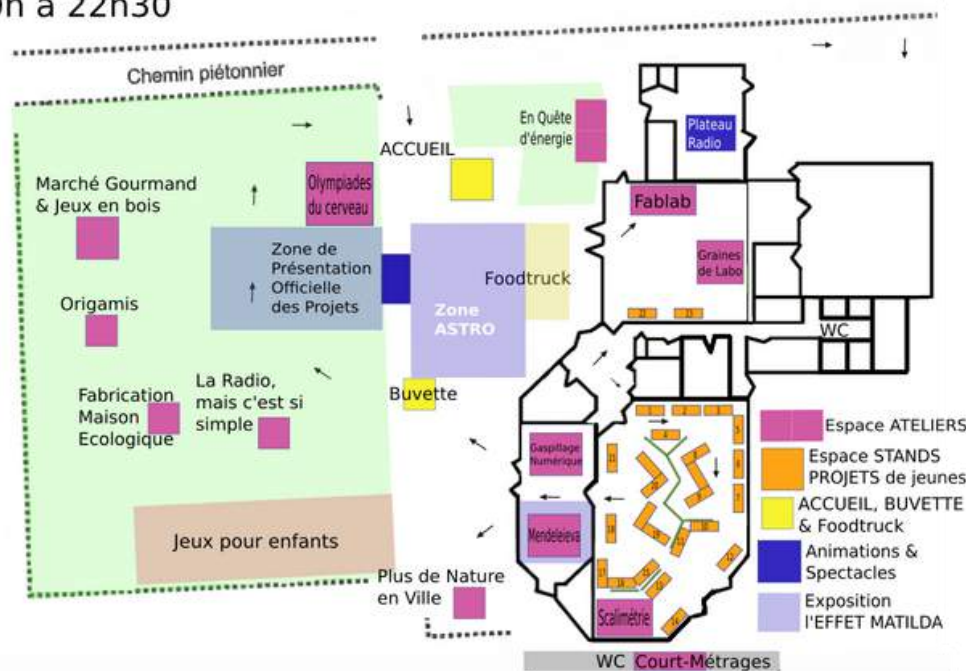 h à 22h30
Chemin piétonnier
ACCUEIL
En Quête
d'énergie
Plateau
Radio
Marché Gourmand
& Jeux en bois
Olympiades
du cerveau
Fablab
Zone de
Présentation
Officielle
des Projets
Foodtruck
Graines
de Labo
Origamis
Zone
ASTRO
WC
Fabrication
Maison
Ecologique
La Radio,
mais c'est si
simple
Buvette
Gaspillage
Numérique
Mendeleieva
Jeux pour enfants
Plus de Nature
en Ville
Scalimétrie
Espace ATELIERS
Espace STANDS
PROJETS de jeunes
ACCUEIL, BUVETTE
& Foodtruck
Animations &
Spectacles
Exposition
l'EFFET MATILDA
WC Court-Métrages